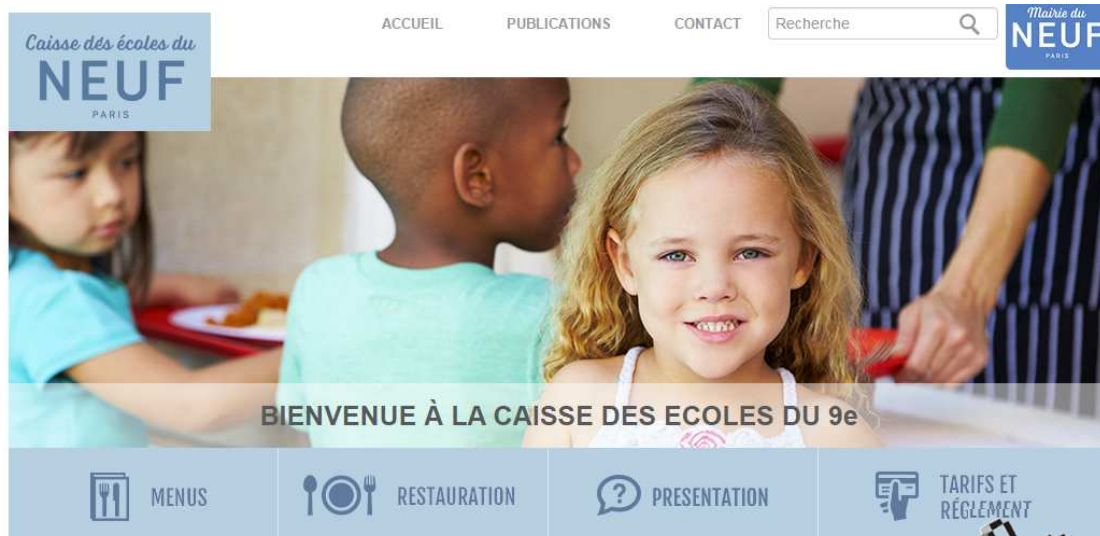 Caisse des écoles du
NEUF
PARIS
ACCUEIL
PUBLICATIONS
CONTACT
Recherche
Mairie du
NEUF
PARIS
BIENVENUE À LA CAISSE DES ECOLES DU 9e
MENUS
RESTAURATION
?
PRESENTATION
TARIFS ET
RÉGLEMENT